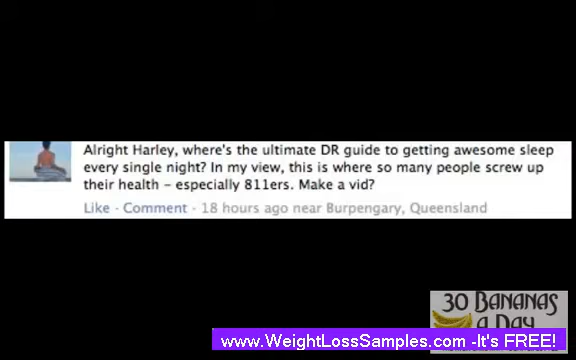 Alright Harley, where's the ultimate DR guide to getting awesome sleep
every single night? In my view, this is where so many people screw up
their health - especially 811ers. Make a vid?
Like · Comment · 18 hours ago near Burpengary, Queensland
30 BANANAS
A DAY
www.WeightLossSamples.com -It's FREE!